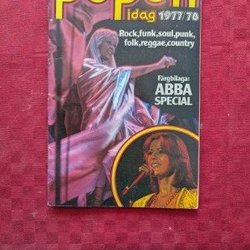 popen
idag 1977/78
Rock,funk,soul,punk,
folk,reggae,country
Färgbilaga:
ABBA
SPECIAL